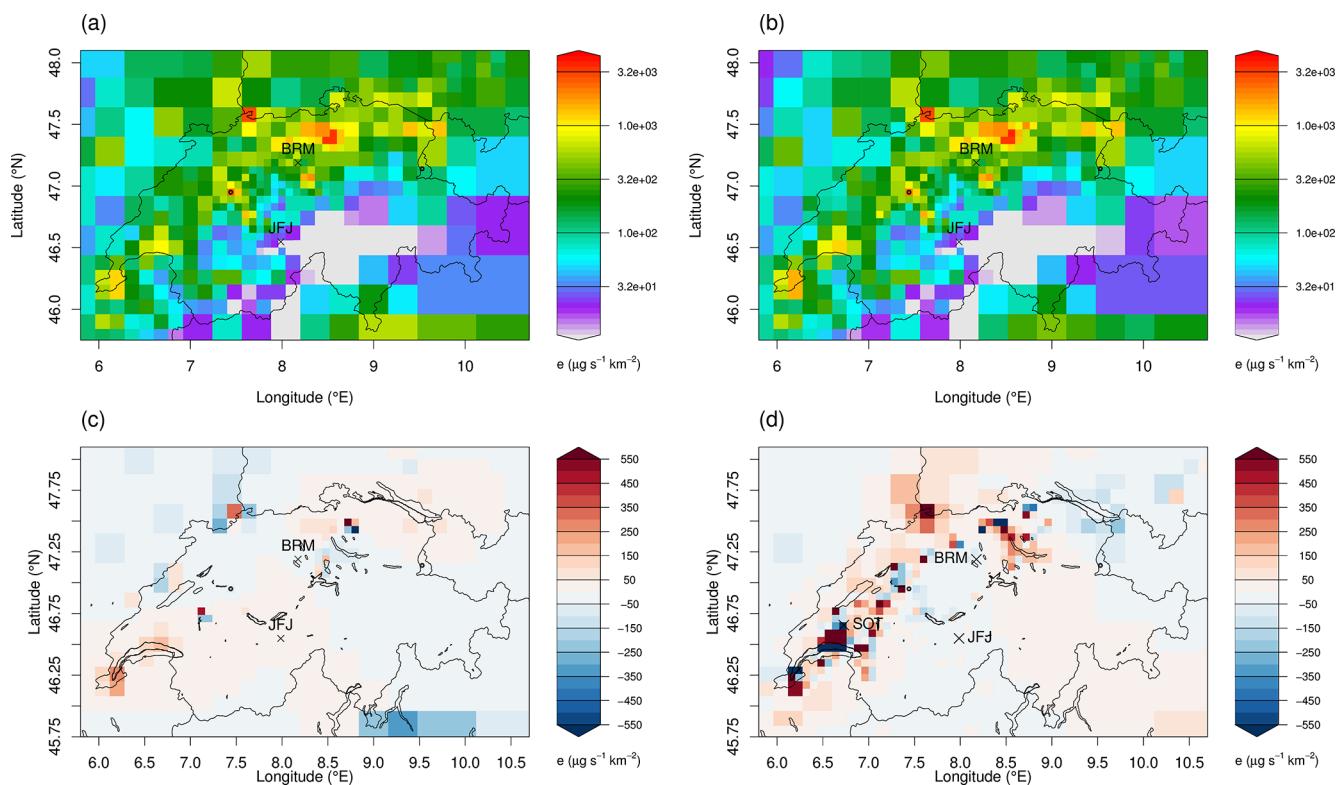 (a)
48.0
47.5
47.0
46.5
46.0
Latitude (°N)
BRM
JFJ
6
7
8
9
10
Longitude (°E)
3.2e+03
1.0e+03
3.2e+02
1.0e+02
3.2e+01
e (μg s⁻¹ km⁻²)
(b)
48.0
47.5
47.0
46.5
46.0
Latitude (°N)
BRM
JFJ
6
7
8
9
10
Longitude (°E)
3.2e+03
1.0e+03
3.2e+02
1.0e+02
3.2e+01
e (μg s⁻¹ km⁻²)
(c)
47.75
47.25
46.75
46.25
45.75
Latitude (°N)
BRM
JFJ
6.0
6.5
7.0
7.5
8.0
8.5
9.0
9.5
10.0
10.5
Longitude (°E)
550
450
350
250
150
50
−50
−150
−250
−350
−450
−550
e (μg s⁻¹ km⁻²)
(d)
47.75
47.25
46.75
46.25
45.75
Latitude (°N)
BRM
SOT
JFJ
6.0
6.5
7.0
7.5
8.0
8.5
9.0
9.5
10.0
10.5
Longitude (°E)
550
450
350
250
150
50
−50
−150
−250
−350
−450
−550
e (μg s⁻¹ km⁻²)